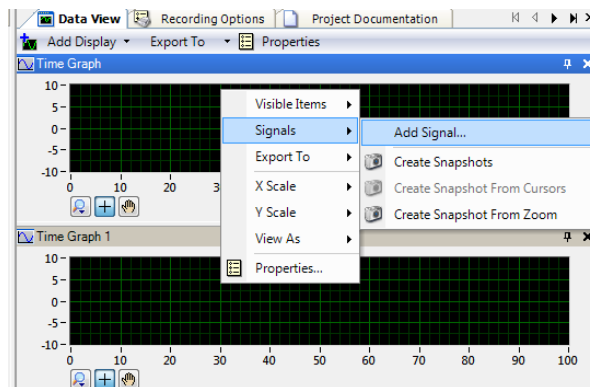 Data View Recording Options Project Documentation
Add Display Export To Properties
Time Graph
10
5
0
-5
-10
0 10 20 3
Visible Items
Signals
Export To
X Scale
Y Scale
View As
Properties...
Add Signal...
Create Snapshots
Create Snapshot From Cursors
Create Snapshot From Zoom
Time Graph 1
10
5
0
-5
-10
0 10 20 30 40 50 60 70 80 90 100